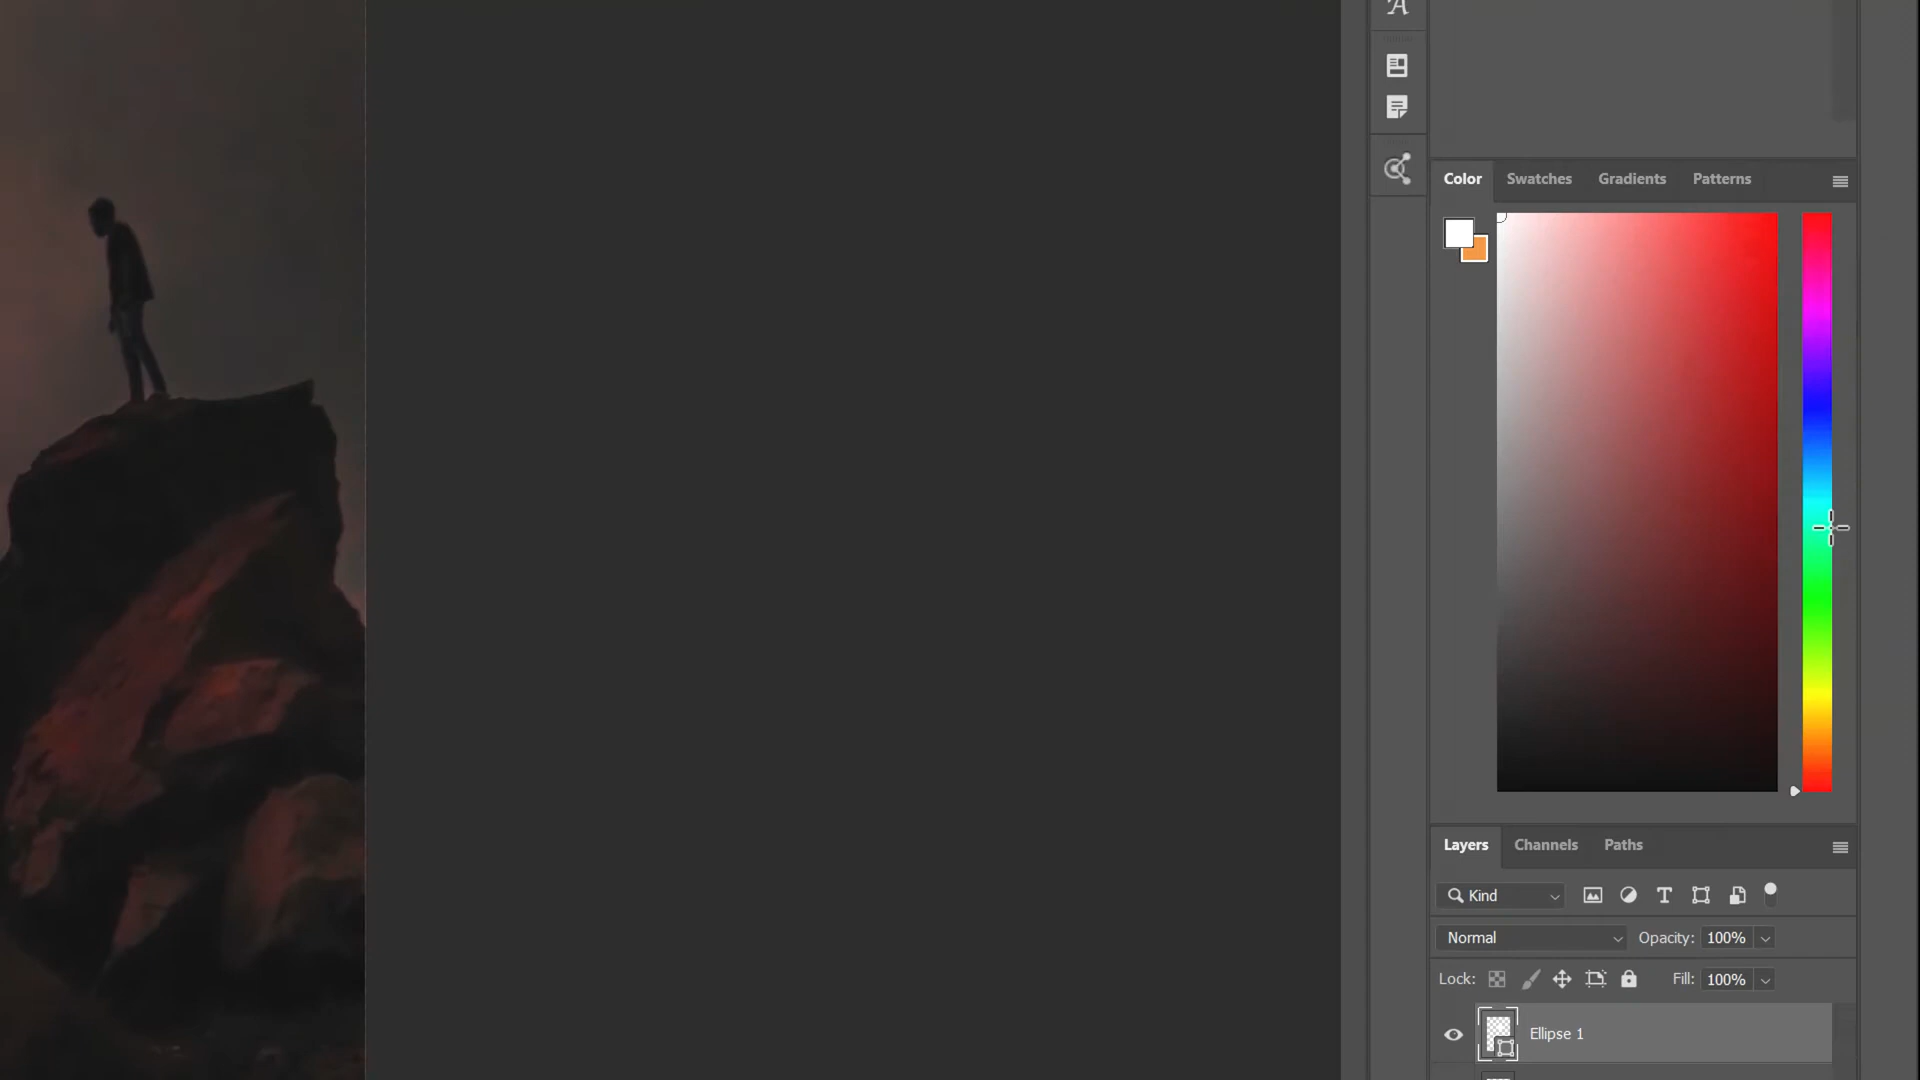 A
Color Swatches Gradients Patterns
Layers Channels Paths
Kind
Normal Opacity: 100%
Lock: Fill: 100%
Ellipse 1